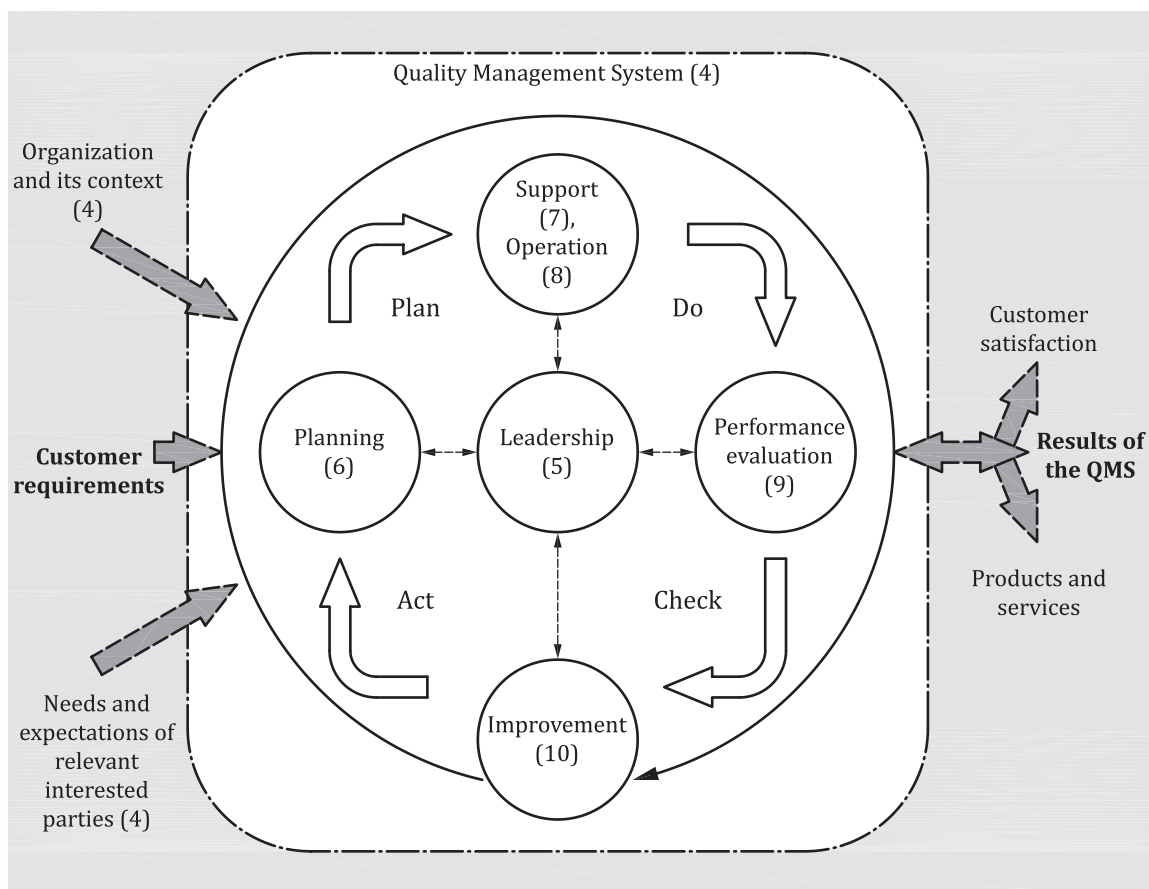 Quality Management System (4)
Organization
and its context
(4)
Support
(7),
Operation
(8)
Plan
Do
Customer
satisfaction
Customer
requirements
Planning
(6)
Leadership
(5)
Performance
evaluation
(9)
Results of
the QMS
Act
Check
Products and
services
Needs and
expectations of
relevant
interested
parties (4)
Improvement
(10)